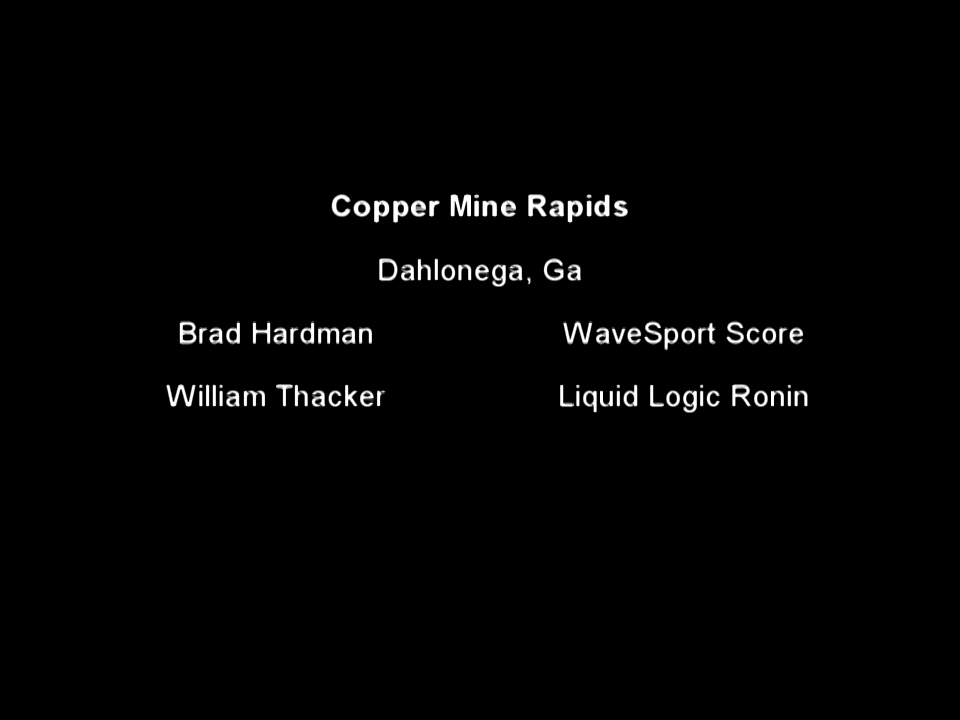 Copper Mine Rapids
Dahlonega, Ga
Brad Hardman WaveSport Score
William Thacker Liquid Logic Ronin